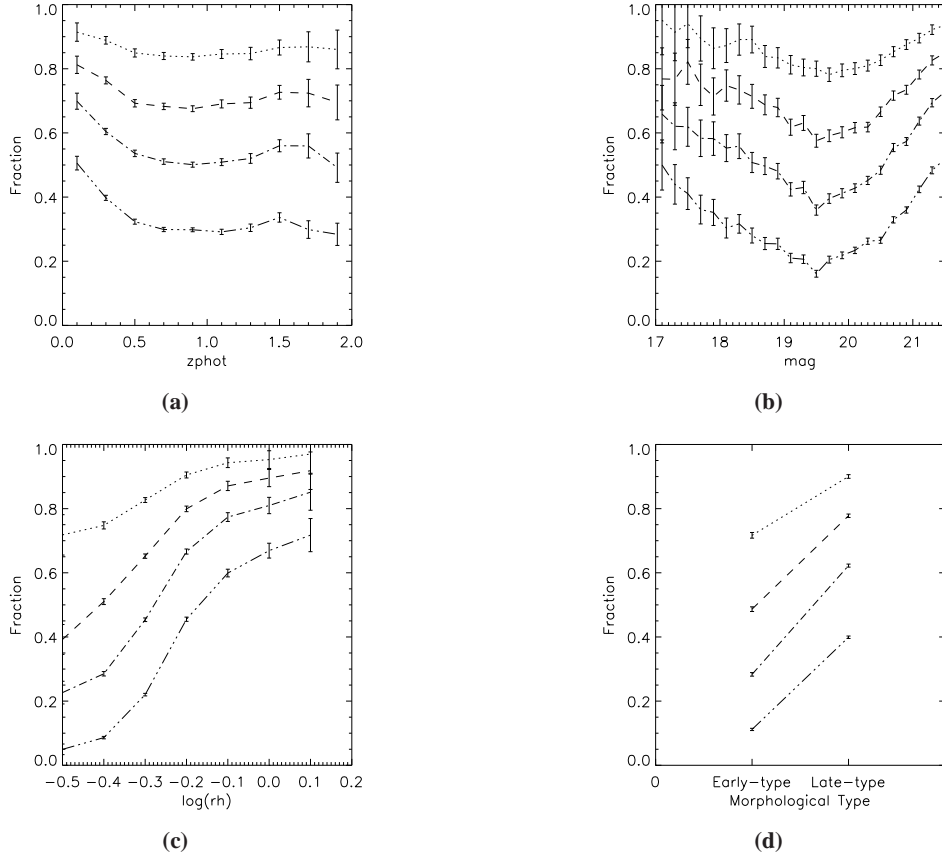 1.0
0.8
0.6
0.4
0.2
0.0
Fraction
0.0 0.5 1.0 1.5 2.0
zphot
(a)
1.0
0.8
0.6
0.4
0.2
0.0
Fraction
17 18 19 20 21
mag
(b)
1.0
0.8
0.6
0.4
0.2
0.0
Fraction
-0.5 -0.4 -0.3 -0.2 -0.1 0.0 0.1 0.2
log(rh)
(c)
1.0
0.8
0.6
0.4
0.2
0.0
Fraction
0 Early-type Late-type
Morphological Type
(d)